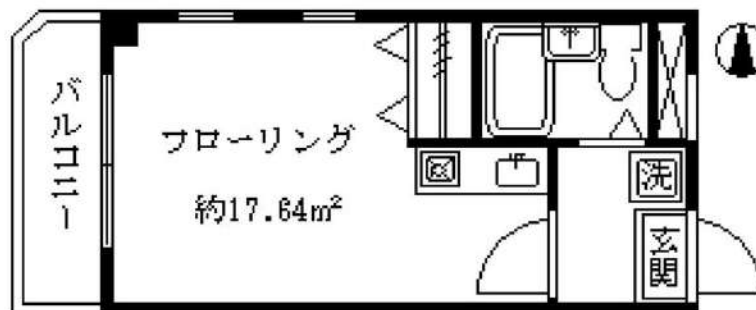 バルコニー
フローリング
約17.64m²
洗
玄関